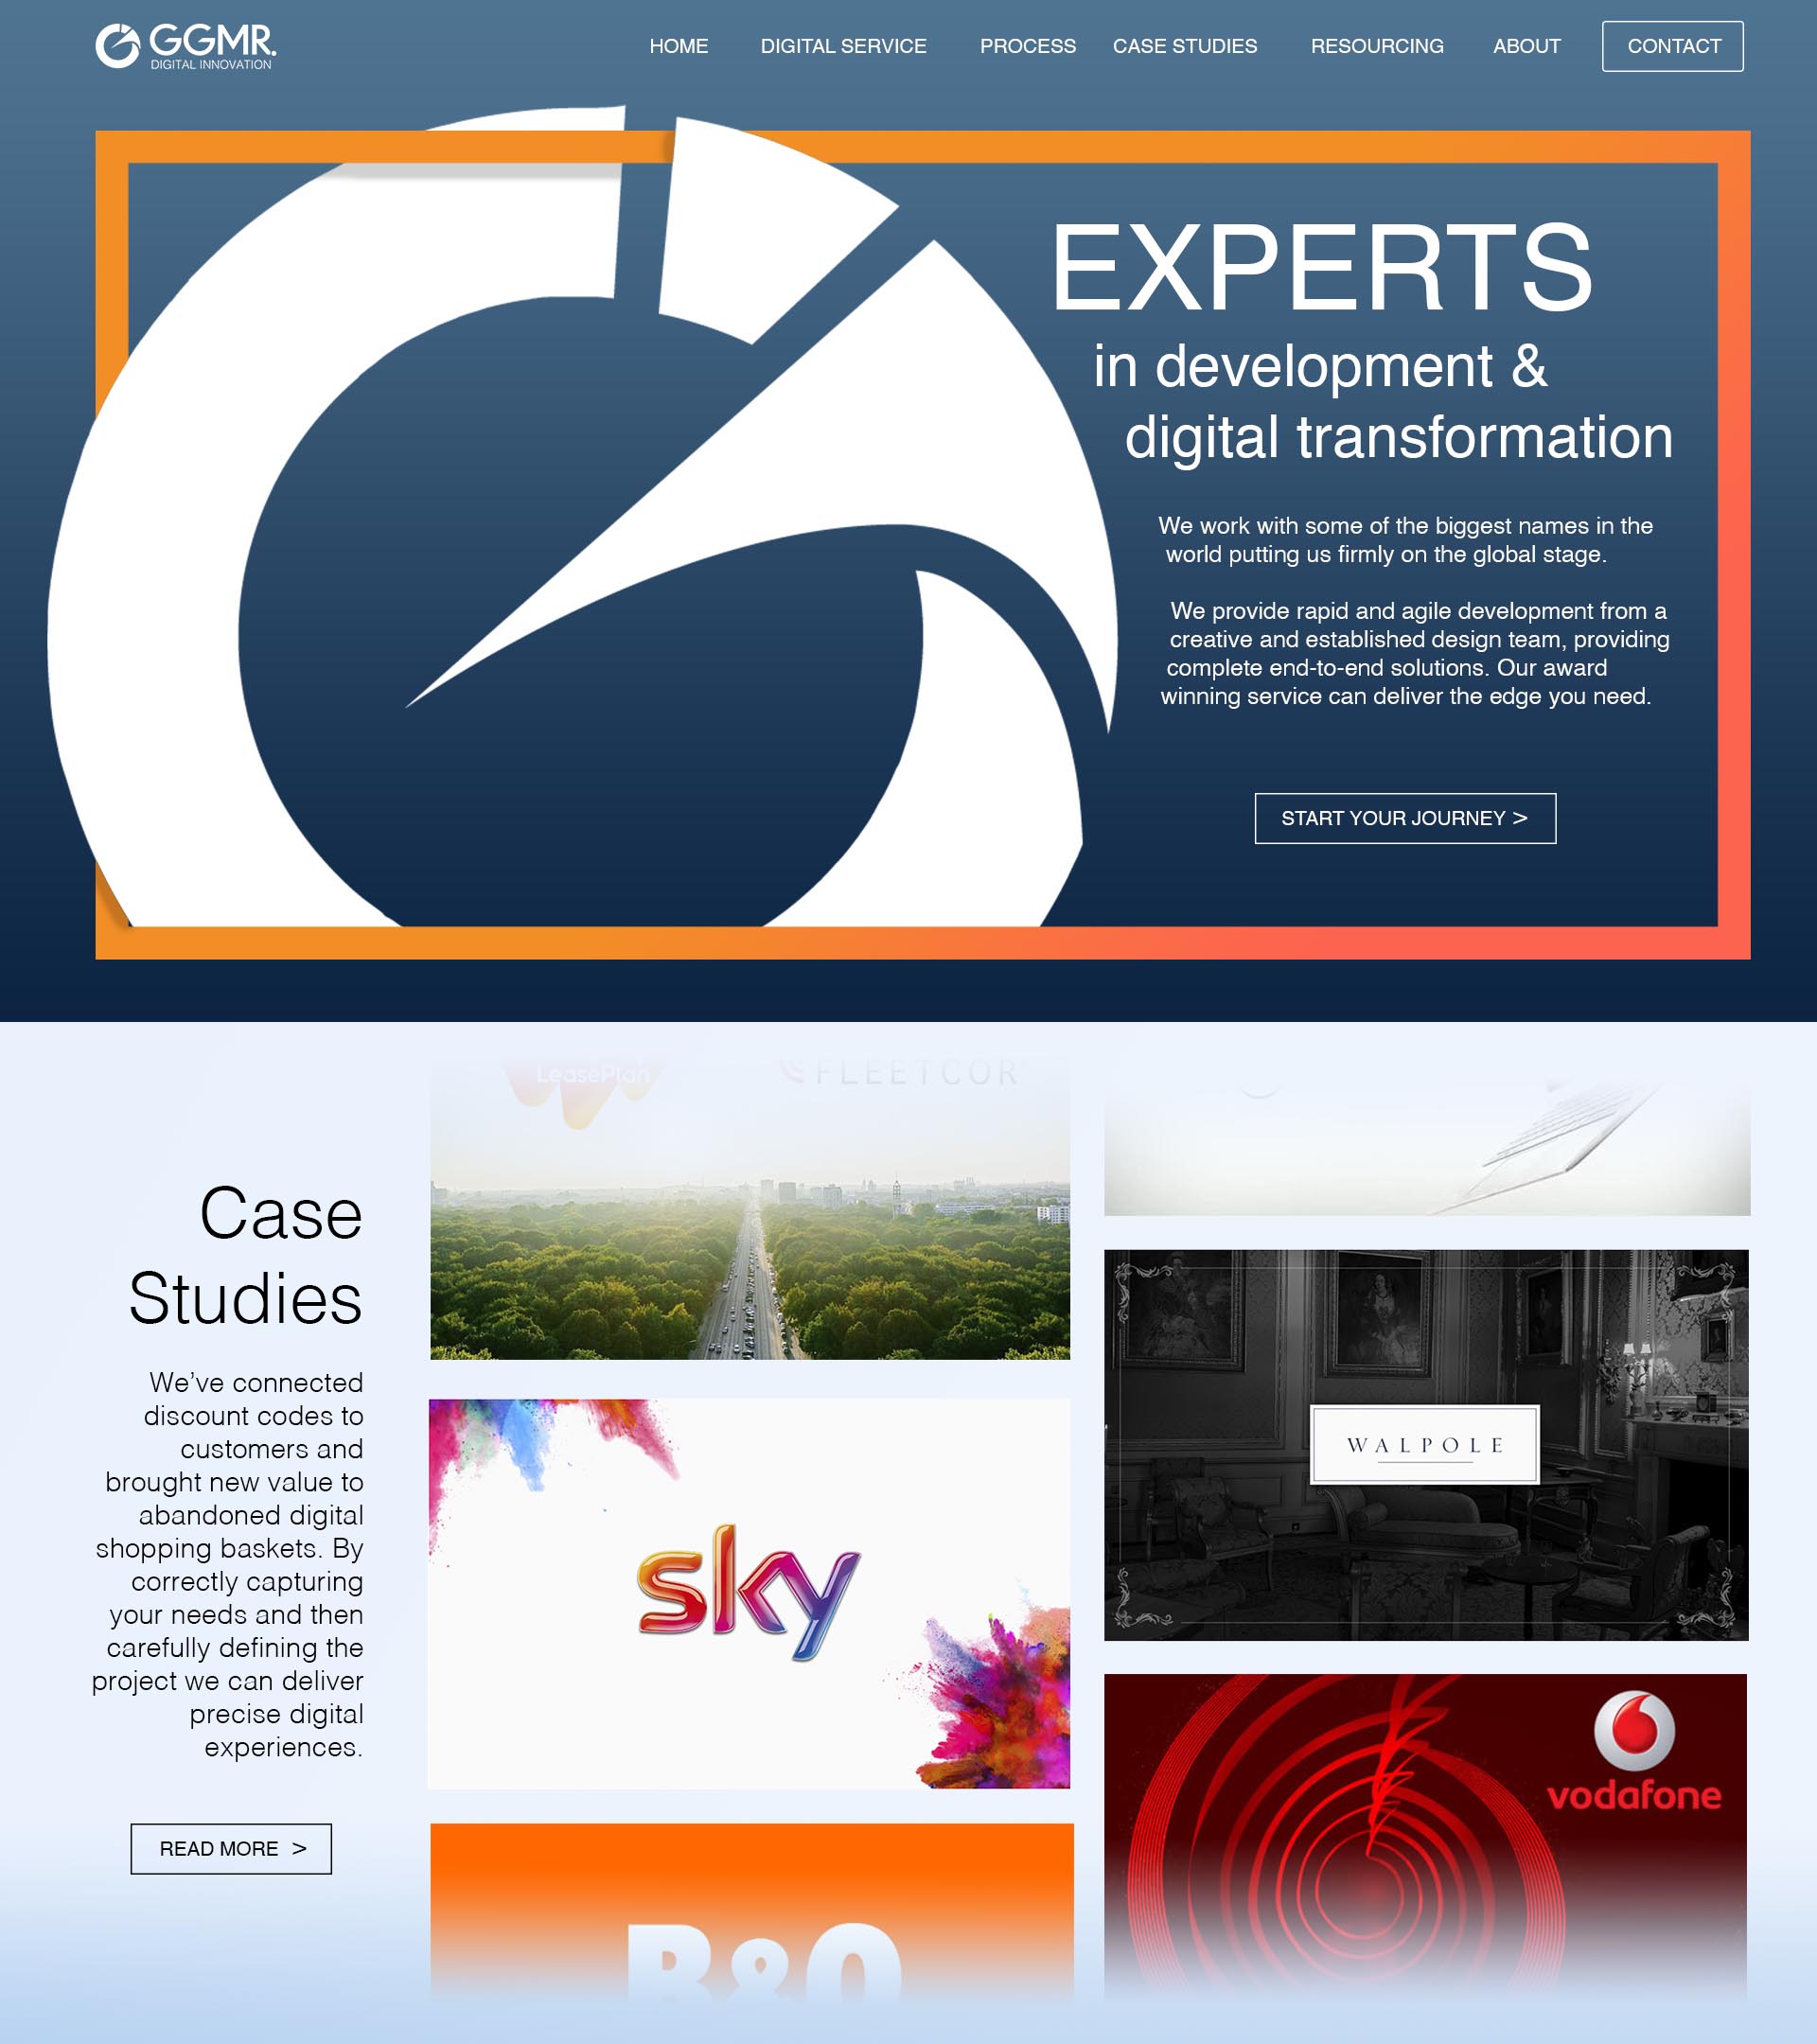 GGMR.
DIGITAL INNOVATION
HOME
DIGITAL SERVICE
PROCESS
CASE STUDIES
RESOURCING
ABOUT
CONTACT
EXPERTS
in development &
digital transformation
We work with some of the biggest names in the
world putting us firmly on the global stage.
We provide rapid and agile development from a
creative and established design team, providing
complete end-to-end solutions. Our award
winning service can deliver the edge you need.
START YOUR JOURNEY >
Case
Studies
We’ve connected
discount codes to
customers and
brought new value to
abandoned digital
shopping baskets. By
correctly capturing
your needs and then
carefully defining the
project we can deliver
precise digital
experiences.
READ MORE >
LeasePlan
FLEETCOR
sky
WALPOLE
vodafone